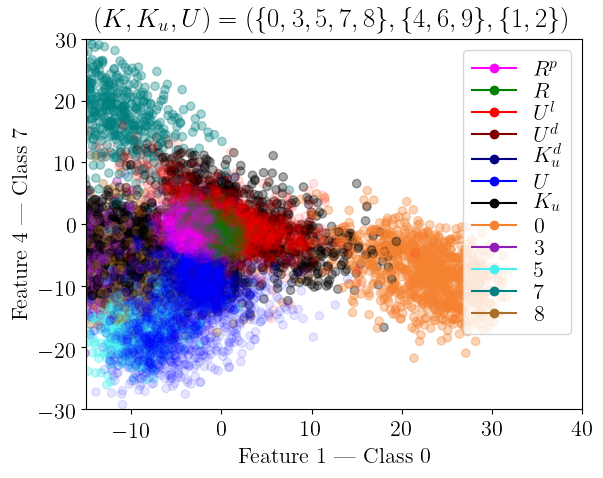 (K, K_u, U) = ({0, 3, 5, 7, 8}, {4, 6, 9}, {1, 2})
30
20
10
0
−10
−20
−30
Feature 4 — Class 7
R^p
R
U^l
U^d
K_u^d
U
K_u
0
3
5
7
8
−10
0
10
20
30
40
Feature 1 — Class 0